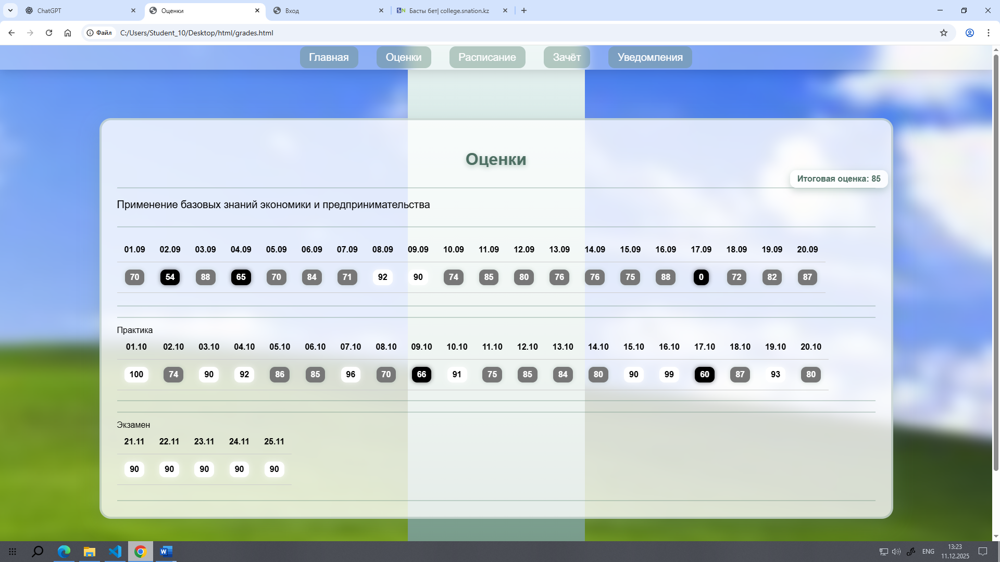 ChatGPT
Оценки
Вход
Басты бет| college.snation.kz
Файл
C:/Users/Student_10/Desktop/html/grades.html
Главная
Оценки
Расписание
Зачёт
Уведомления
Оценки
Итоговая оценка: 85
Применение базовых знаний экономики и предпринимательства
01.09 02.09 03.09 04.09 05.09 06.09 07.09 08.09 09.09 10.09 11.09 12.09 13.09 14.09 15.09 16.09 17.09 18.09 19.09 20.09
70 54 88 65 70 84 71 92 90 74 85 80 76 76 75 88 0 72 82 87
Практика
01.10 02.10 03.10 04.10 05.10 06.10 07.10 08.10 09.10 10.10 11.10 12.10 13.10 14.10 15.10 16.10 17.10 18.10 19.10 20.10
100 74 90 92 86 85 96 70 66 91 75 85 84 80 90 99 60 87 93 80
Экзамен
21.11 22.11 23.11 24.11 25.11
90 90 90 90 90
ENG
13:23
11.12.2025